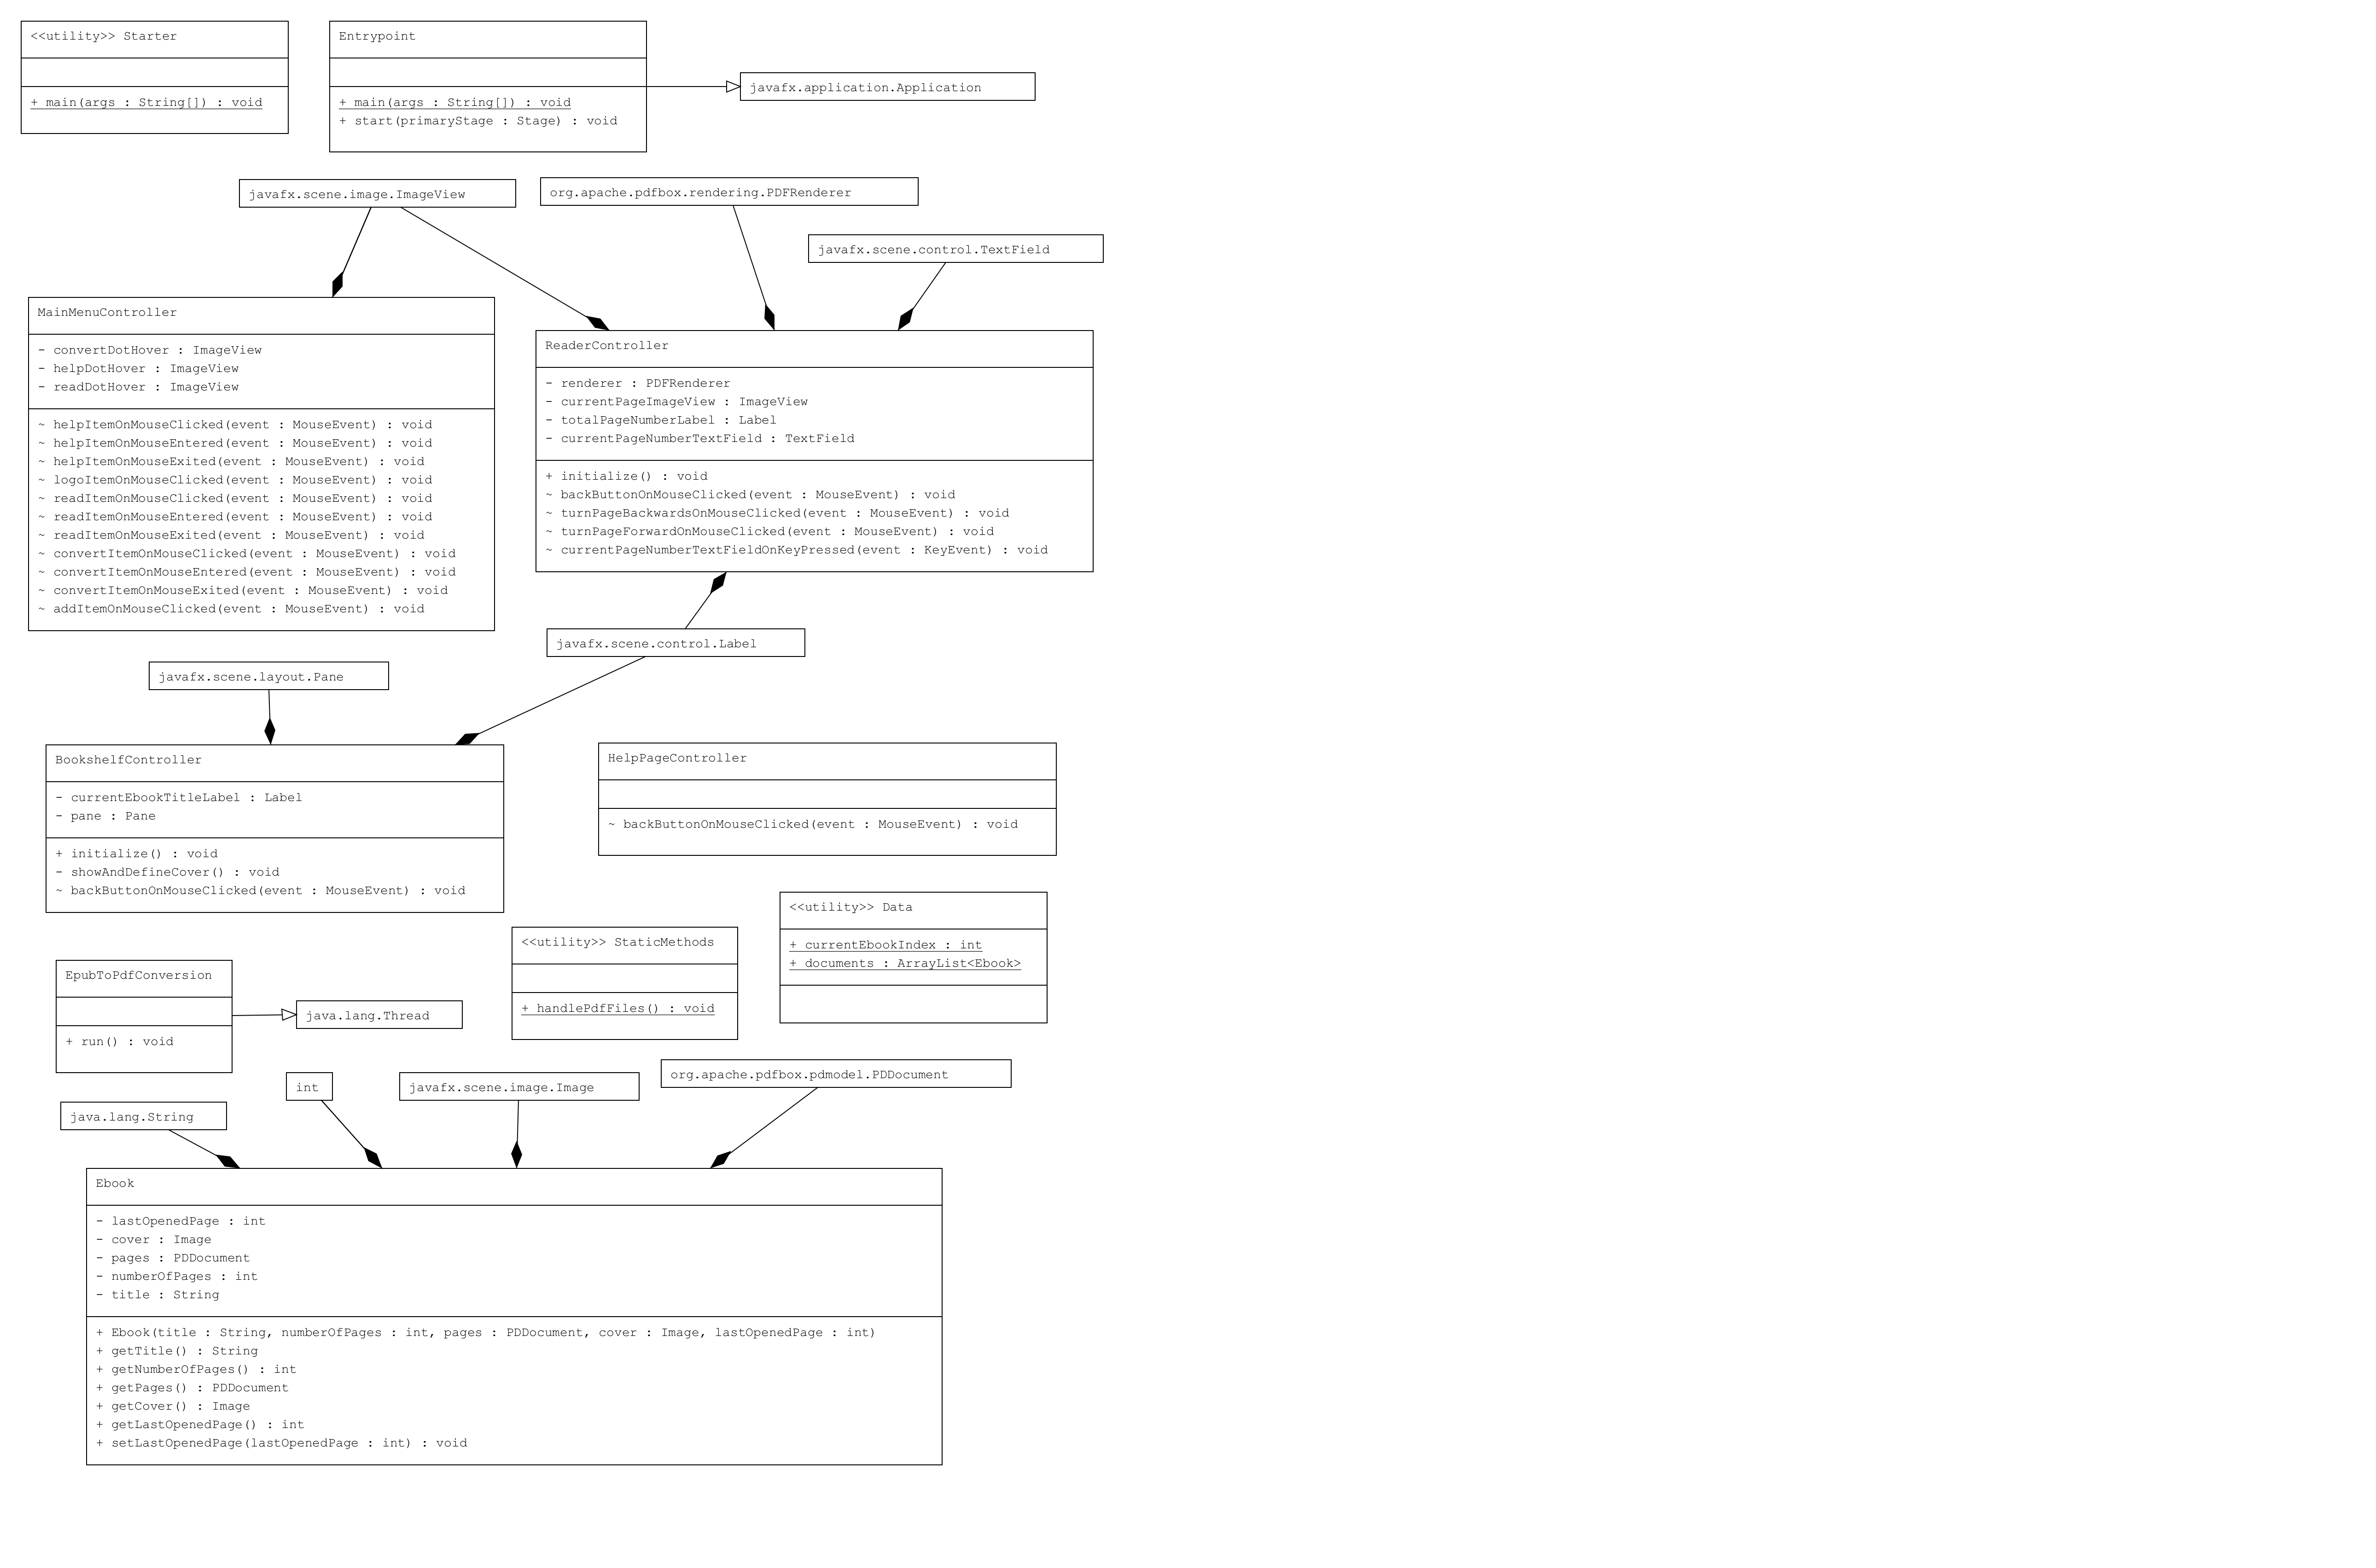 <<utility>> Starter
+ main(args : String[]) : void
Entrypoint
+ main(args : String[]) : void
+ start(primaryStage : Stage) : void
javafx.application.Application
javafx.scene.image.ImageView
org.apache.pdfbox.rendering.PDFRenderer
javafx.scene.control.TextField
MainMenuController
- convertDotHover : ImageView
- helpDotHover : ImageView
- readDotHover : ImageView
~ helpItemOnMouseClicked(event : MouseEvent) : void
~ helpItemOnMouseEntered(event : MouseEvent) : void
~ helpItemOnMouseExited(event : MouseEvent) : void
~ logoItemOnMouseClicked(event : MouseEvent) : void
~ readItemOnMouseClicked(event : MouseEvent) : void
~ readItemOnMouseEntered(event : MouseEvent) : void
~ readItemOnMouseExited(event : MouseEvent) : void
~ convertItemOnMouseClicked(event : MouseEvent) : void
~ convertItemOnMouseEntered(event : MouseEvent) : void
~ convertItemOnMouseExited(event : MouseEvent) : void
~ addItemOnMouseClicked(event : MouseEvent) : void
ReaderController
- renderer : PDFRenderer
- currentPageImageView : ImageView
- totalPageNumberLabel : Label
- currentPageNumberTextField : TextField
+ initialize() : void
~ backButtonOnMouseClicked(event : MouseEvent) : void
~ turnPageBackwardsOnMouseClicked(event : MouseEvent) : void
~ turnPageForwardOnMouseClicked(event : MouseEvent) : void
~ currentPageNumberTextFieldOnKeyPressed(event : KeyEvent) : void
javafx.scene.control.Label
javafx.scene.layout.Pane
BookshelfController
- currentEbookTitleLabel : Label
- pane : Pane
+ initialize() : void
- showAndDefineCover() : void
~ backButtonOnMouseClicked(event : MouseEvent) : void
HelpPageController
~ backButtonOnMouseClicked(event : MouseEvent) : void
<<utility>> Data
+ currentEbookIndex : int
+ documents : ArrayList<Ebook>
<<utility>> StaticMethods
+ handlePdfFiles() : void
EpubToPdfConversion
+ run() : void
java.lang.Thread
java.lang.String
int
javafx.scene.image.Image
org.apache.pdfbox.pdmodel.PDDocument
Ebook
- lastOpenedPage : int
- cover : Image
- pages : PDDocument
- numberOfPages : int
- title : String
+ Ebook(title : String, numberOfPages : int, pages : PDDocument, cover : Image, lastOpenedPage : int)
+ getTitle() : String
+ getNumberOfPages() : int
+ getPages() : PDDocument
+ getCover() : Image
+ getLastOpenedPage() : int
+ setLastOpenedPage(lastOpenedPage : int) : void